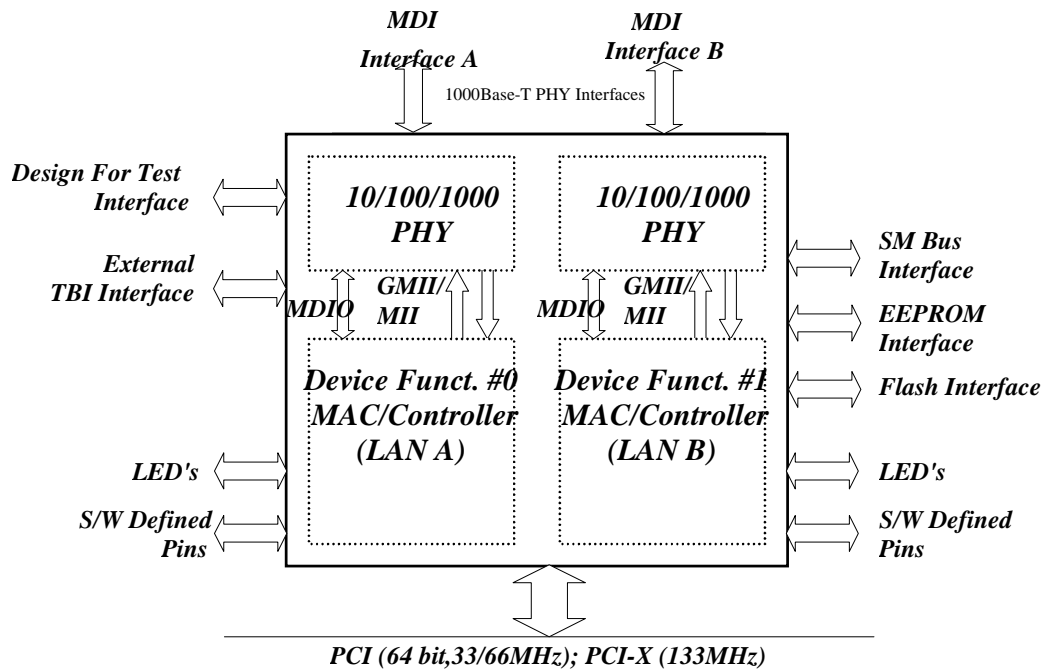 MDI
Interface A
MDI
Interface B
1000Base-T PHY Interfaces
Design For Test
Interface
External
TBI Interface
LED's
S/W Defined
Pins
10/100/1000
PHY
10/100/1000
PHY
MDIO
GMII/
MII
MDIO
GMII/
MII
Device Funct. #0
MAC/Controller
(LAN A)
Device Funct. #1
MAC/Controller
(LAN B)
SM Bus
Interface
EEPROM
Interface
Flash Interface
LED's
S/W Defined
Pins
PCI (64 bit,33/66MHz); PCI-X (133MHz)